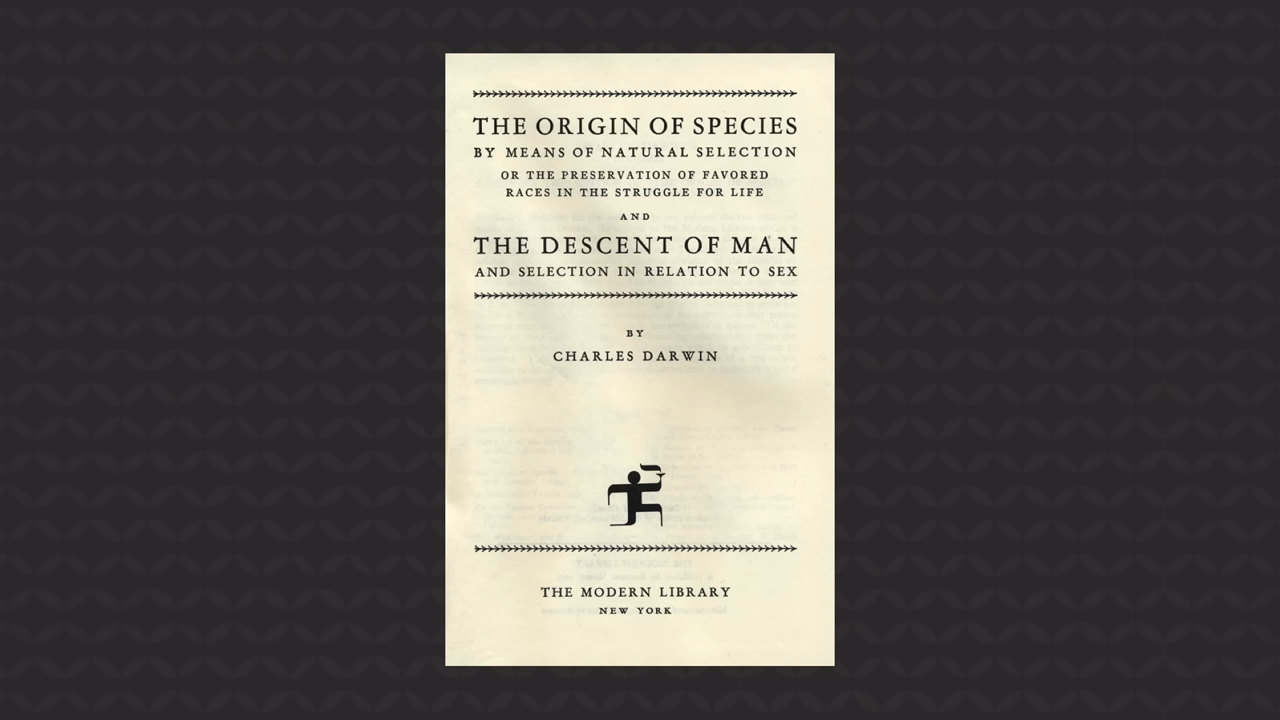 THE ORIGIN OF SPECIES
BY MEANS OF NATURAL SELECTION
OR THE PRESERVATION OF FAVORED
RACES IN THE STRUGGLE FOR LIFE
AND
THE DESCENT OF MAN
AND SELECTION IN RELATION TO SEX
BY
CHARLES DARWIN
THE MODERN LIBRARY
NEW YORK